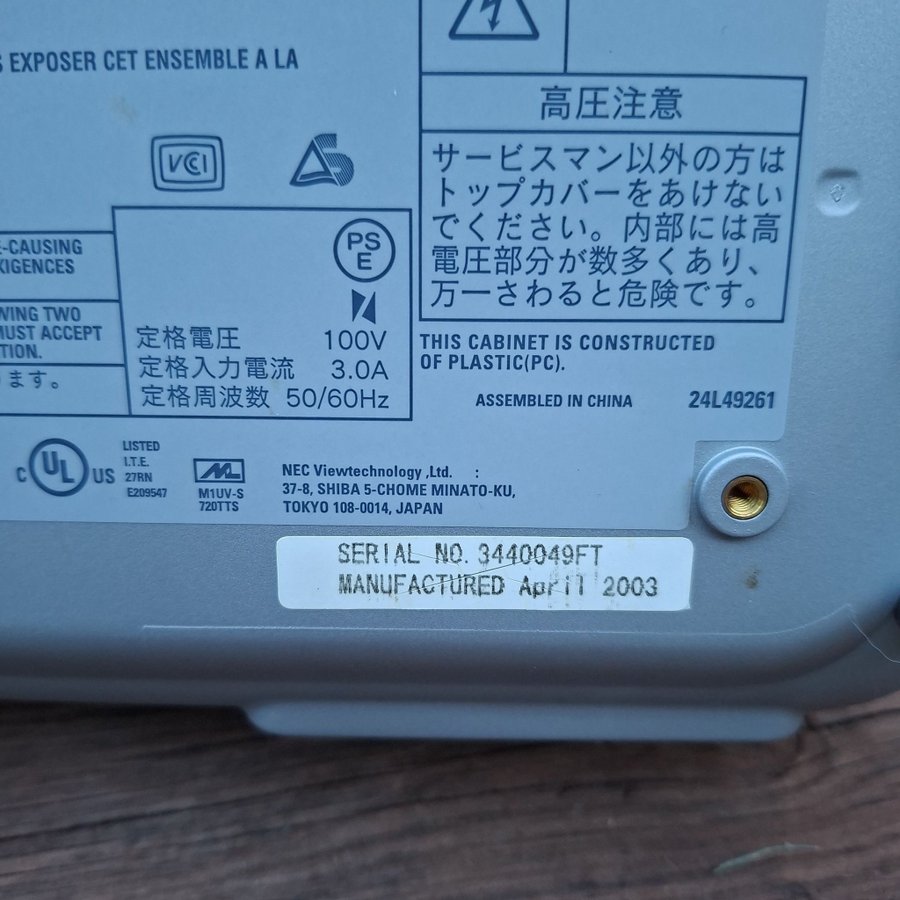 S EXPOSER CET ENSEMBLE A LA
高圧注意
サービスマン以外の方は
トップカバーをあけない
でください。内部には高
電圧部分が数多くあり、
万一さわると危険です。
VCI
E-CAUSING
XIGENCES
WING TWO
MUST ACCEPT
TION.
ります。
PS
E
定格電圧 100V
定格入力電流 3.0A
定格周波数 50/60Hz
THIS CABINET IS CONSTRUCTED
OF PLASTIC(PC).
ASSEMBLED IN CHINA 24L49261
C UL US
LISTED
I.T.E.
27RN
E209547
M1UV-S
720TTS
NEC Viewtechnology ,Ltd. :
37-8, SHIBA 5-CHOME MINATO-KU,
TOKYO 108-0014, JAPAN
SERIAL NO. 3440049FT
MANUFACTURED April 2003